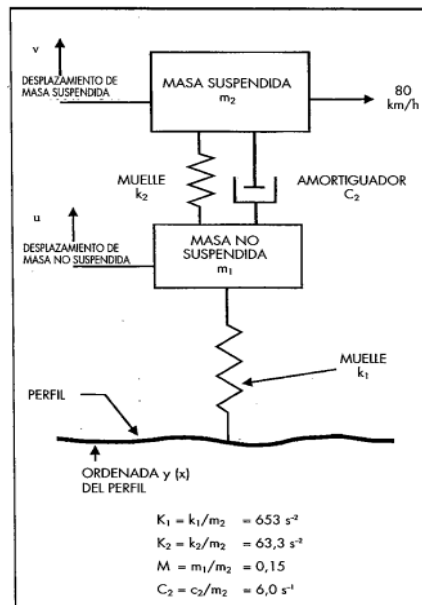 v
DESPLAZAMIENTO DE
MASA SUSPENDIDA
MASA SUSPENDIDA
m₂
80
km/h
MUELLE
k₂
AMORTIGUADOR
C₂
u
DESPLAZAMIENTO DE
MASA NO SUSPENDIDA
MASA NO
SUSPENDIDA
m₁
MUELLE
k₁
PERFIL
ORDENADA y (x)
DEL PERFIL
K₁ = k₁/m₂ = 653 s⁻²
K₂ = k₂/m₂ = 63,3 s⁻²
M = m₁/m₂ = 0,15
C₂ = c₂/m₂ = 6,0 s⁻¹